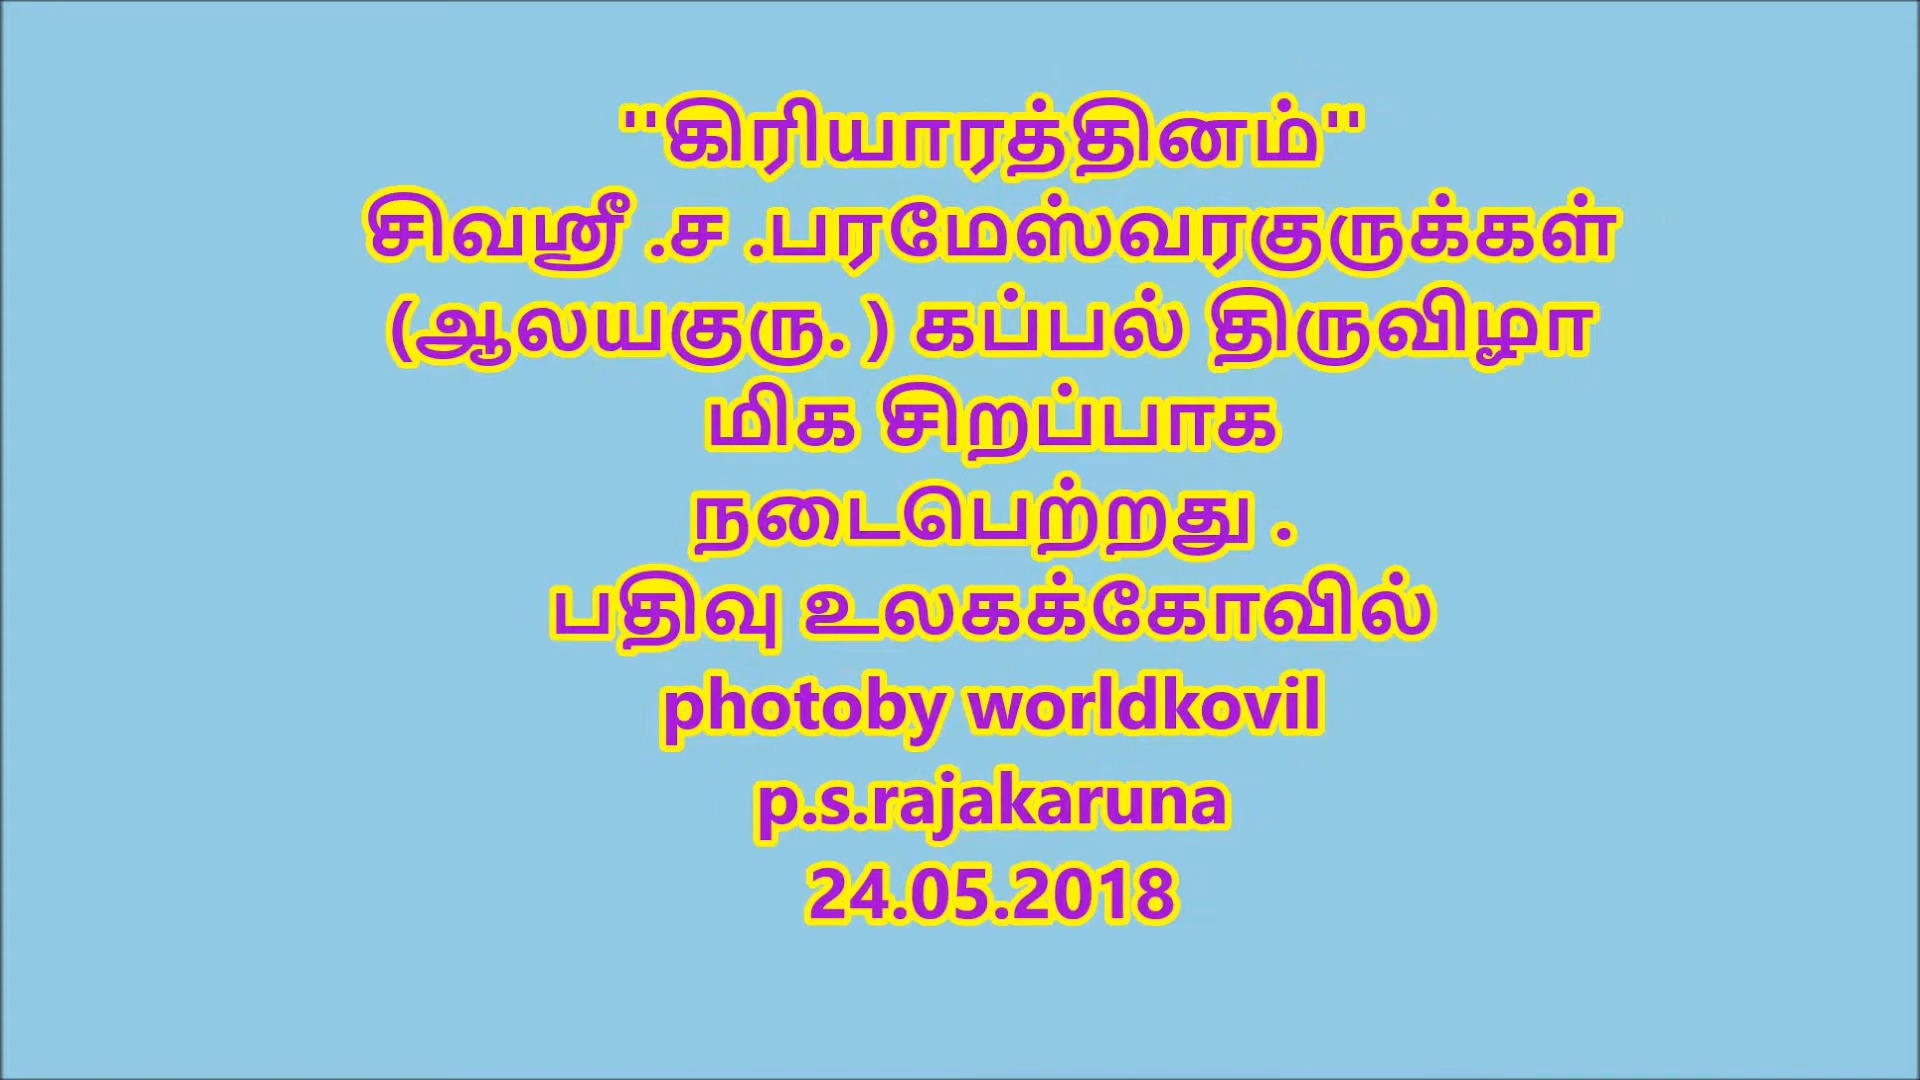 "கிரியாரத்தினம்"
சிவஸ்ரீ .ச .பரமேஸ்வரகுருக்கள்
(ஆலயகுரு. ) கப்பல் திருவிழா
மிக சிறப்பாக
நடைபெற்றது .
பதிவு உலகக்கோவில்
photoby worldkovil
p.s.rajakaruna
24.05.2018